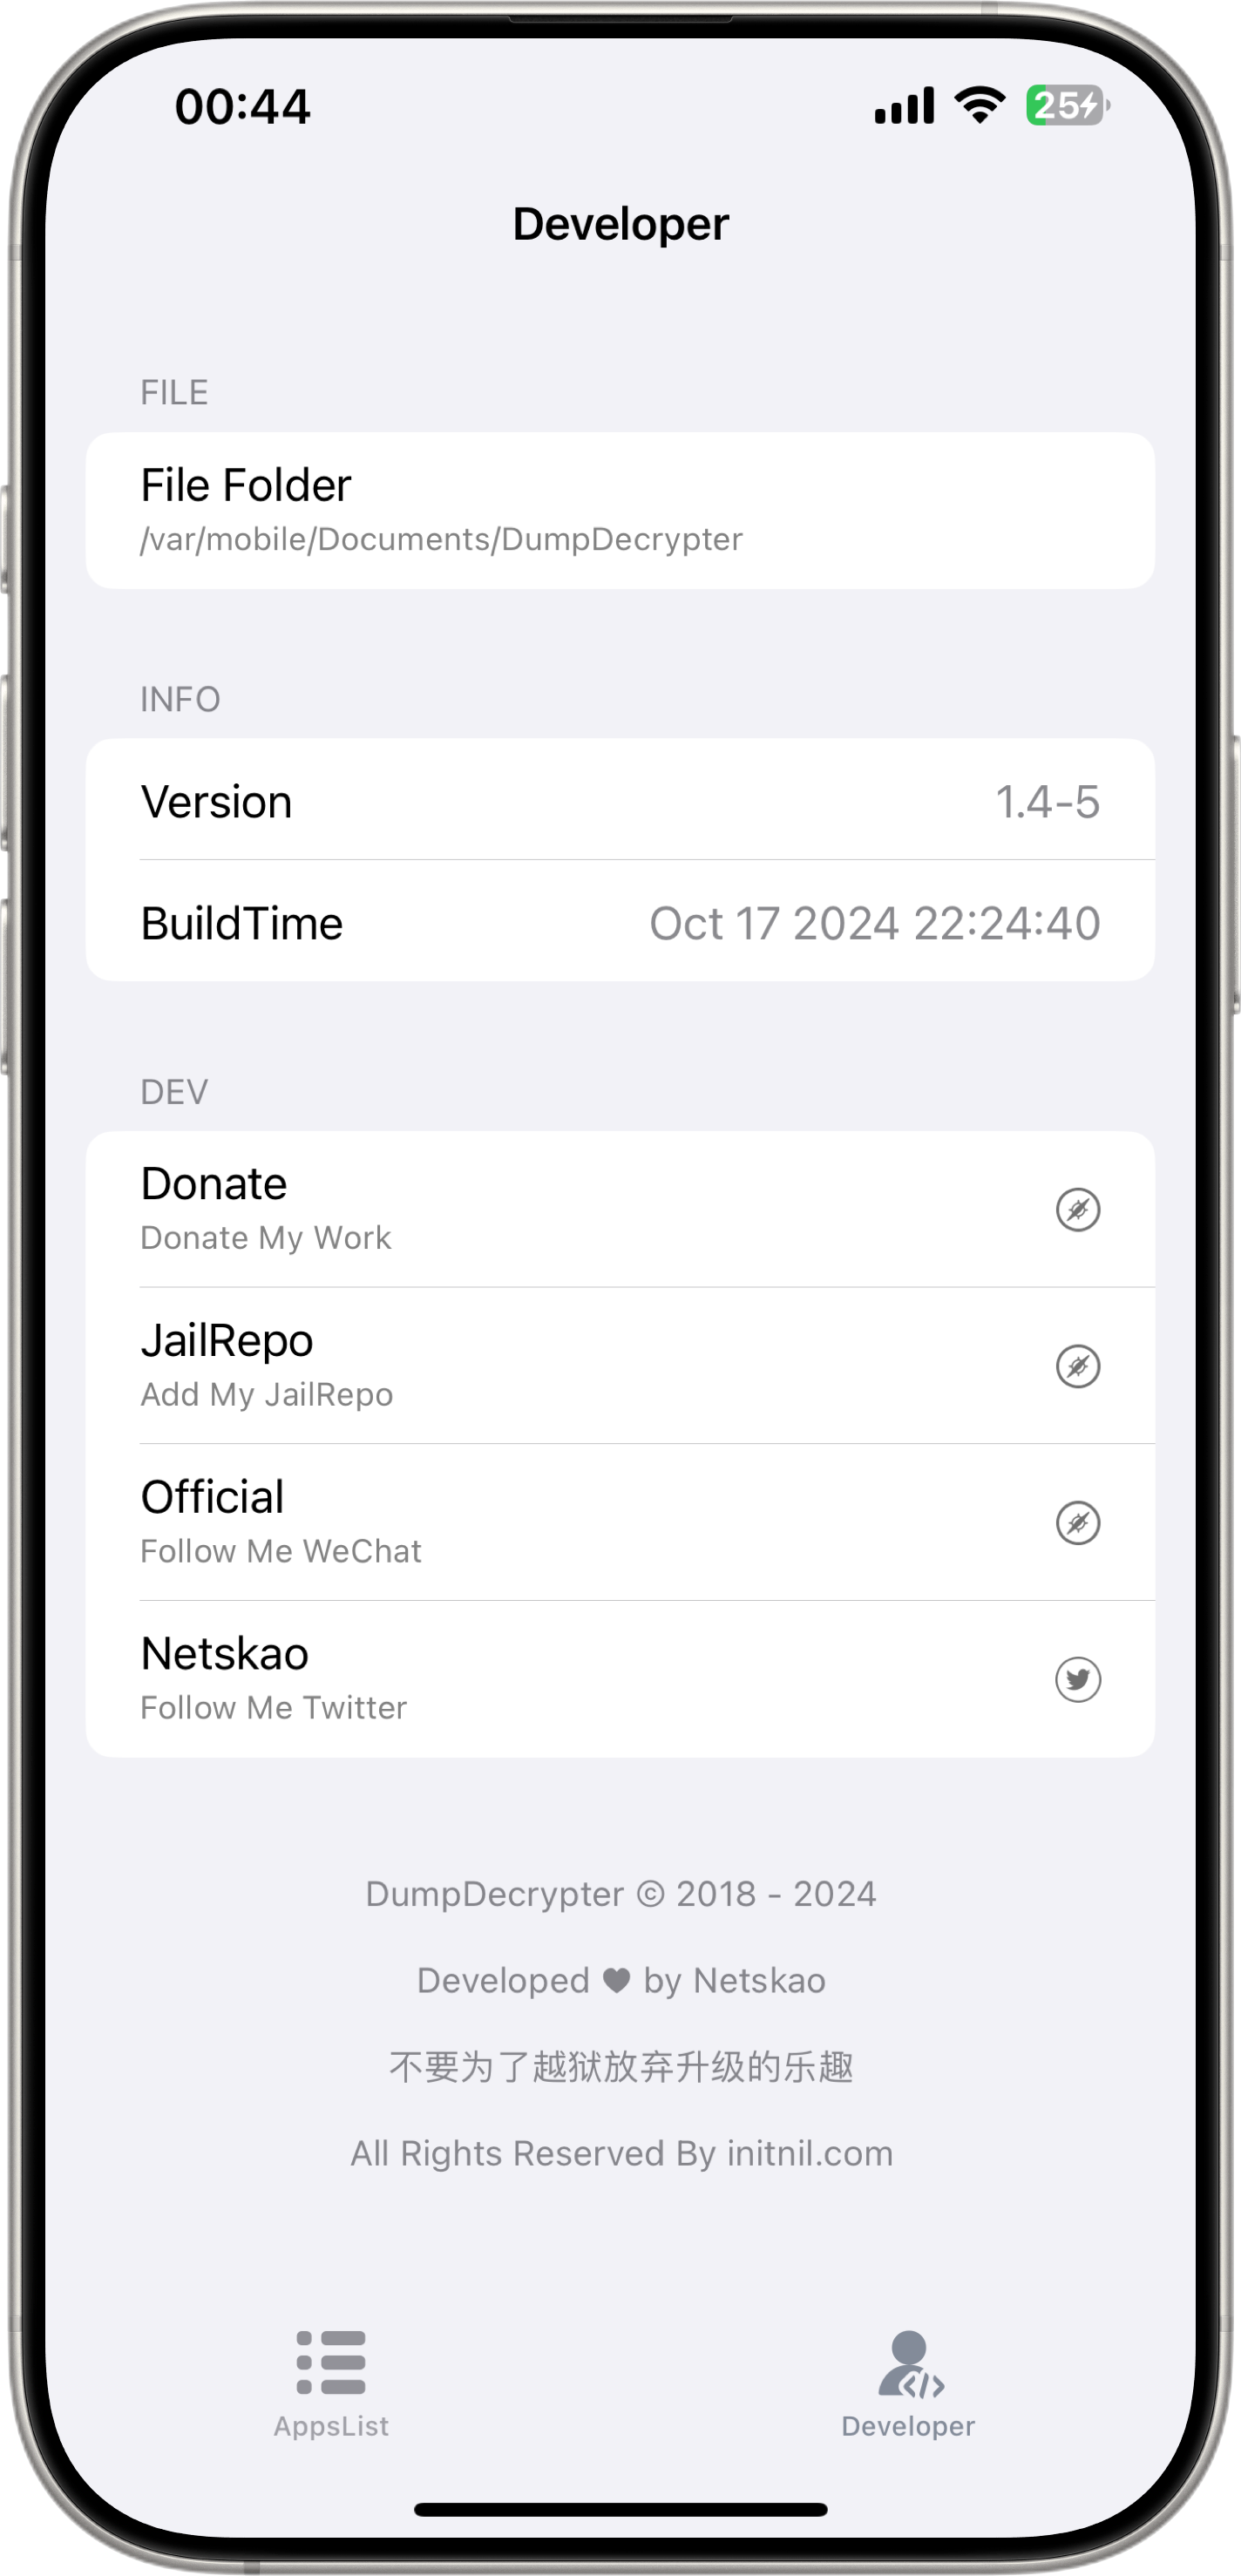 00:44
25
Developer
FILE
File Folder
/var/mobile/Documents/DumpDecrypter
INFO
Version
1.4-5
BuildTime
Oct 17 2024 22:24:40
DEV
Donate
Donate My Work
JailRepo
Add My JailRepo
Official
Follow Me WeChat
Netskao
Follow Me Twitter
DumpDecrypter © 2018 - 2024
Developed ♥ by Netskao
不要为了越狱放弃升级的乐趣
All Rights Reserved By initnil.com
AppsList
Developer